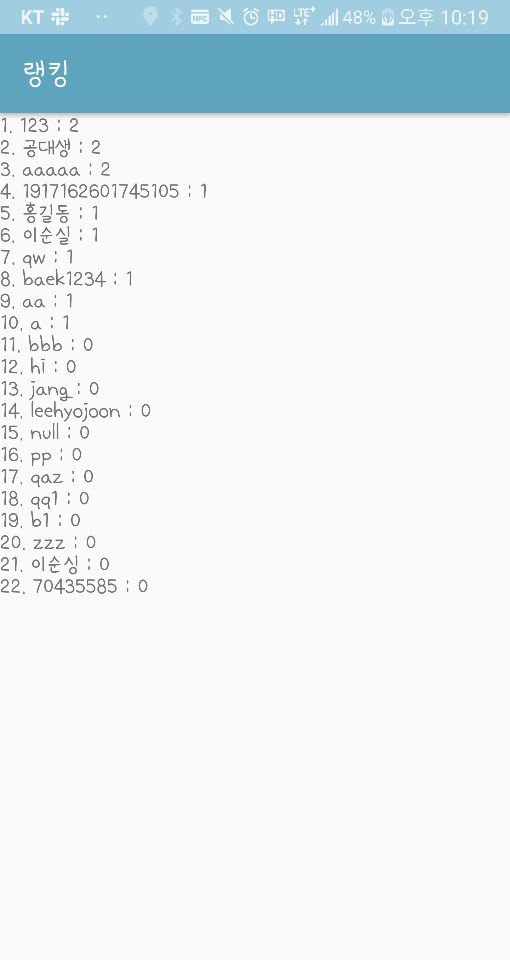 KT 48% 오후 10:19
랭킹
1. 123 : 2
2. 공대생 : 2
3. aaaaa : 2
4. 1917162601745105 : 1
5. 홍길동 : 1
6. 이순실 : 1
7. qw : 1
8. baek1234 : 1
9. aa : 1
10. a : 1
11. bbb : 0
12. hi : 0
13. jang : 0
14. leehyojoon : 0
15. null : 0
16. pp : 0
17. qaz : 0
18. qq1 : 0
19. b1 : 0
20. zzz : 0
21. 이순싱 : 0
22. 70435585 : 0